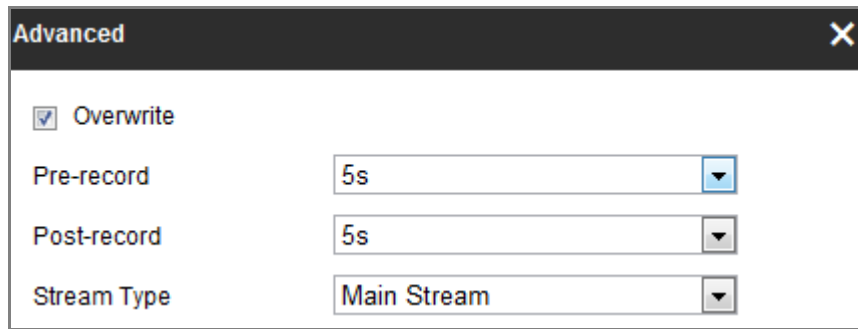 Advanced
Overwrite
Pre-record 5s
Post-record 5s
Stream Type Main Stream